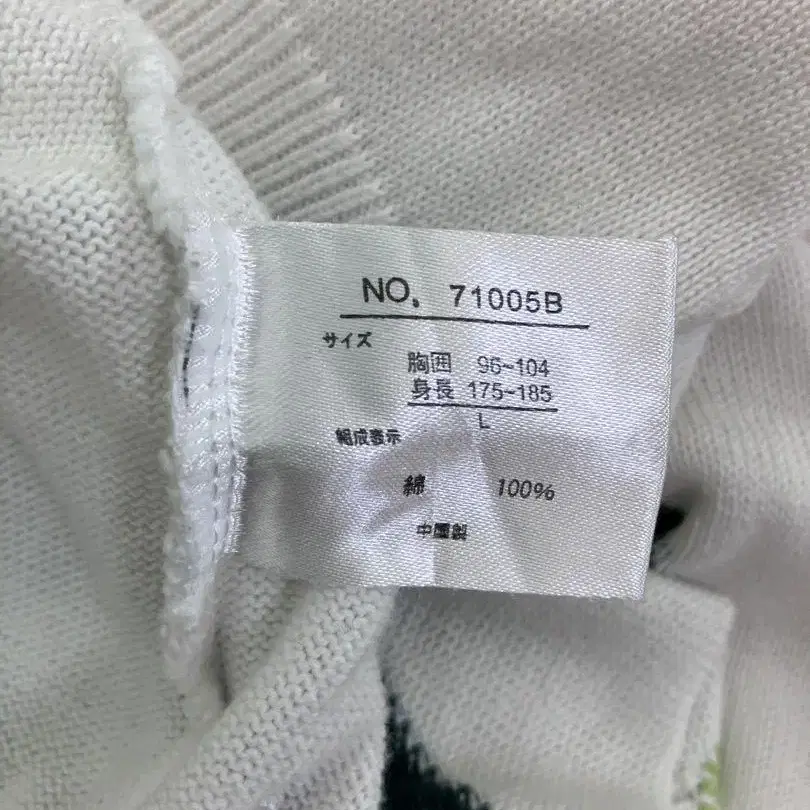 NO. 71005B
サイズ
胸囲 96~104
身長 175~185
L
組成表示
綿 100%
中国製